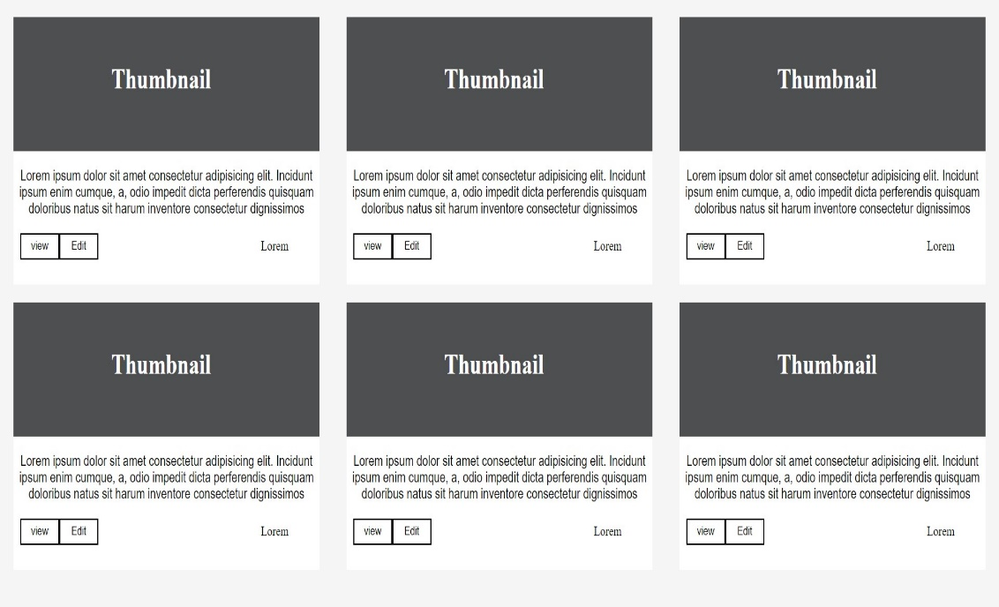 Thumbnail
Lorem ipsum dolor sit amet consectetur adipisicing elit. Incidunt
ipsum enim cumque, a, odio impedit dicta perferendis quisquam
doloribus natus sit harum inventore consectetur dignissimos
view Edit Lorem
Thumbnail
Lorem ipsum dolor sit amet consectetur adipisicing elit. Incidunt
ipsum enim cumque, a, odio impedit dicta perferendis quisquam
doloribus natus sit harum inventore consectetur dignissimos
view Edit Lorem
Thumbnail
Lorem ipsum dolor sit amet consectetur adipisicing elit. Incidunt
ipsum enim cumque, a, odio impedit dicta perferendis quisquam
doloribus natus sit harum inventore consectetur dignissimos
view Edit Lorem
Thumbnail
Lorem ipsum dolor sit amet consectetur adipisicing elit. Incidunt
ipsum enim cumque, a, odio impedit dicta perferendis quisquam
doloribus natus sit harum inventore consectetur dignissimos
view Edit Lorem
Thumbnail
Lorem ipsum dolor sit amet consectetur adipisicing elit. Incidunt
ipsum enim cumque, a, odio impedit dicta perferendis quisquam
doloribus natus sit harum inventore consectetur dignissimos
view Edit Lorem
Thumbnail
Lorem ipsum dolor sit amet consectetur adipisicing elit. Incidunt
ipsum enim cumque, a, odio impedit dicta perferendis quisquam
doloribus natus sit harum inventore consectetur dignissimos
view Edit Lorem